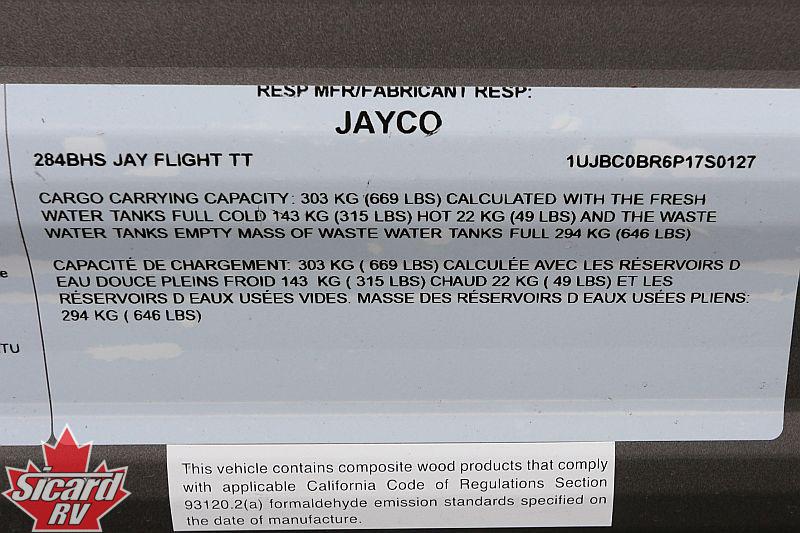 RESP MFR/FABRICANT RESP:
JAYCO
284BHS JAY FLIGHT TT 1UJBC0BR6P17S0127
CARGO CARRYING CAPACITY: 303 KG (669 LBS) CALCULATED WITH THE FRESH
WATER TANKS FULL COLD 143 KG (315 LBS) HOT 22 KG (49 LBS) AND THE WASTE
WATER TANKS EMPTY MASS OF WASTE WATER TANKS FULL 294 KG (646 LBS)
CAPACITÉ DE CHARGEMENT: 303 KG ( 669 LBS) CALCULÉE AVEC LES RÉSERVOIRS D
EAU DOUCE PLEINS FROID 143 KG ( 315 LBS) CHAUD 22 KG ( 49 LBS) ET LES
RÉSERVOIRS D EAUX USÉES VIDES. MASSE DES RÉSERVOIRS D EAUX USÉES PLIENS:
294 KG ( 646 LBS)
TU
This vehicle contains composite wood products that comply
with applicable California Code of Regulations Section
93120.2(a) formaldehyde emission standards specified on
the date of manufacture.
Sicard
RV